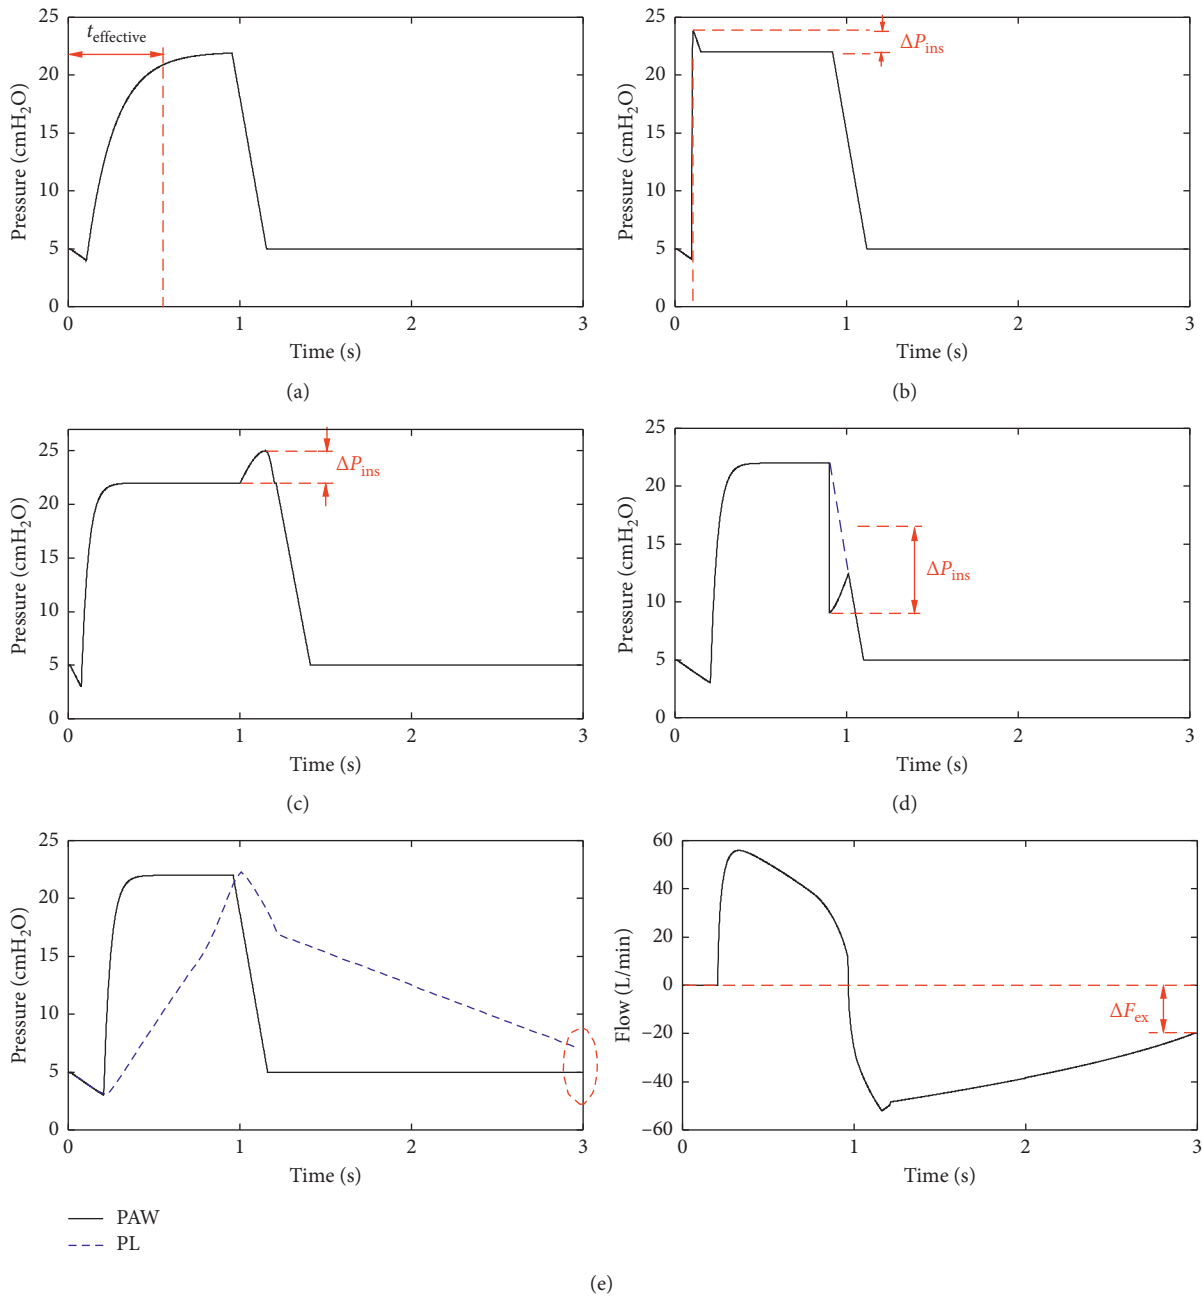 25
20
15
10
5
0
Pressure (cmH₂O)
t_effective
0 1 2 3
Time (s)
(a)
25
20
15
10
5
0
Pressure (cmH₂O)
ΔP_ins
0 1 2 3
Time (s)
(b)
25
20
15
10
5
0
Pressure (cmH₂O)
ΔP_ins
0 1 2 3
Time (s)
(c)
25
20
15
10
5
0
Pressure (cmH₂O)
ΔP_ins
0 1 2 3
Time (s)
(d)
25
20
15
10
5
0
Pressure (cmH₂O)
0 1 2 3
Time (s)
PAW
PL
60
40
20
0
−20
−40
−60
Flow (L/min)
ΔF_ex
0 1 2 3
Time (s)
(e)